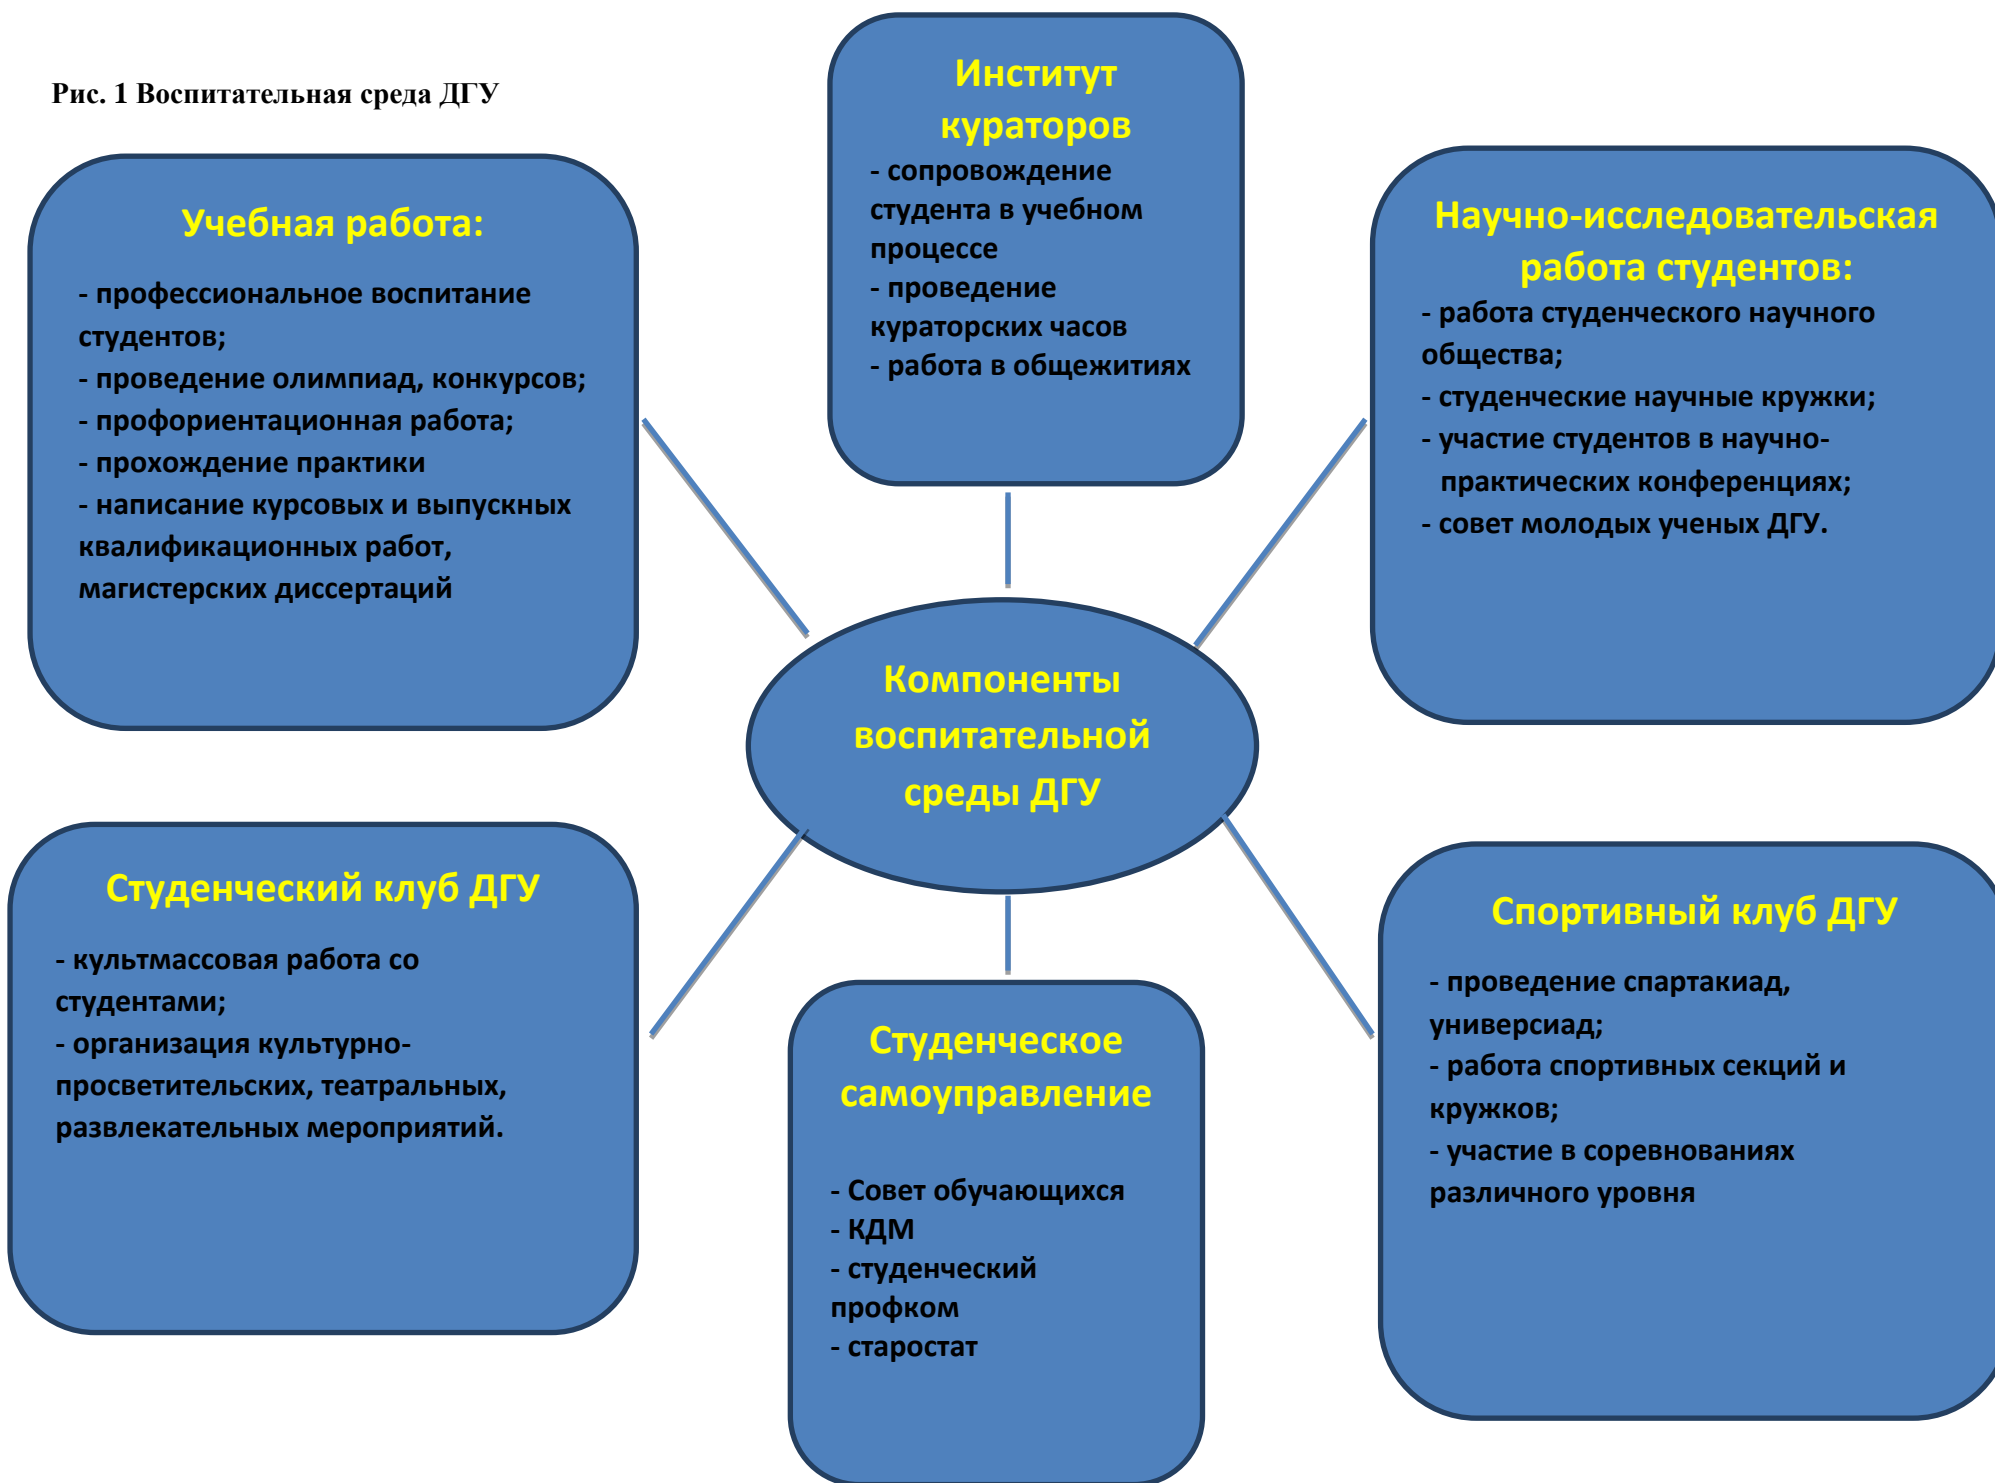 Рис. 1 Воспитательная среда ДГУ
Институт
кураторов
- сопровождение
студента в учебном
процессе
- проведение
кураторских часов
- работа в общежитиях
Учебная работа:
- профессиональное воспитание
студентов;
- проведение олимпиад, конкурсов;
- профориентационная работа;
- прохождение практики
- написание курсовых и выпускных
квалификационных работ,
магистерских диссертаций
Научно-исследовательская
работа студентов:
- работа студенческого научного
общества;
- студенческие научные кружки;
- участие студентов в научно-
практических конференциях;
- совет молодых ученых ДГУ.
Компоненты
воспитательной
среды ДГУ
Студенческий клуб ДГУ
- культмассовая работа со
студентами;
- организация культурно-
просветительских, театральных,
развлекательных мероприятий.
Студенческое
самоуправление
- Совет обучающихся
- КДМ
- студенческий
профком
- старостат
Спортивный клуб ДГУ
- проведение спартакиад,
универсиад;
- работа спортивных секций и
кружков;
- участие в соревнованиях
различного уровня